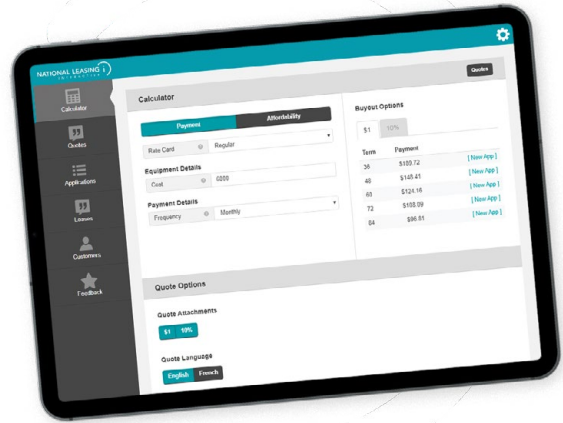 NATIONAL LEASING
INTERACTIVE
Calculator
Quotes
Applications
Leases
Customers
Feedback
Calculator
Quotes
Payment
Affordability
Rate Card
Regular
Equipment Details
Cost
Payment Details
Frequency
Monthly
Buyout Options
$1
10%
Term Payment
36 $189.72 [ New App ]
48 $145.41 [ New App ]
60 $124.16 [ New App ]
72 [ New App ]
84 $96.81 [ New App ]
Quote Options
Quote Attachments
$1 10%
Quote Language
English French